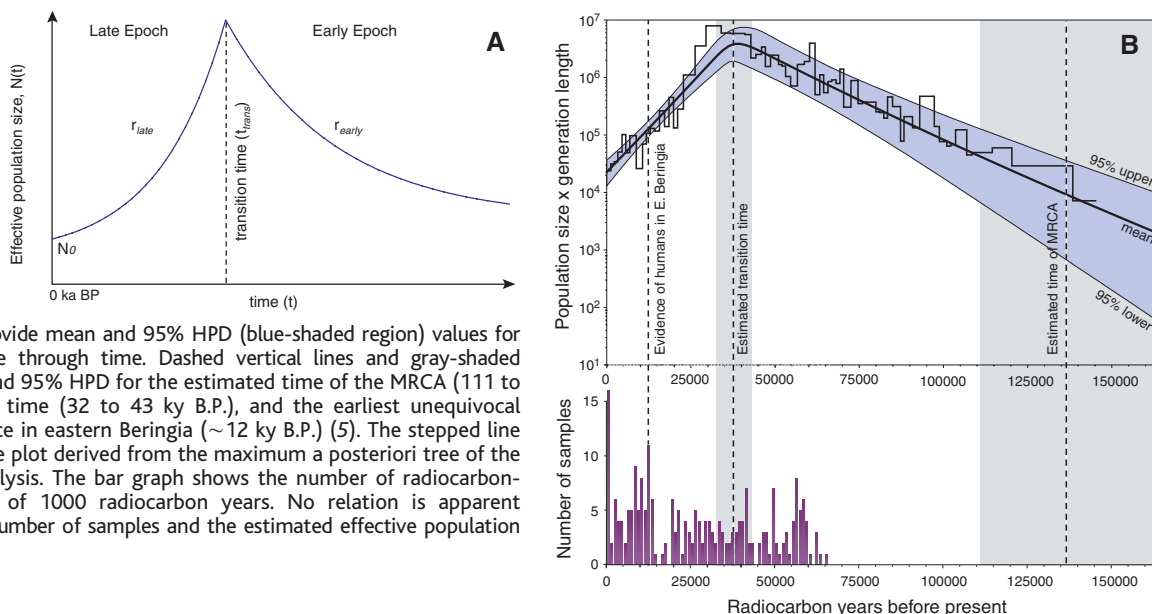 Late Epoch
Early Epoch
A
Effective population size, N(t)
r_late
transition time (t_trans)
r_early
N0
0 ka BP
time (t)
ovide mean and 95% HPD (blue-shaded region) values for
e through time. Dashed vertical lines and gray-shaded
nd 95% HPD for the estimated time of the MRCA (111 to
time (32 to 43 ky B.P.), and the earliest unequivocal
ce in eastern Beringia (~12 ky B.P.) (5). The stepped line
e plot derived from the maximum a posteriori tree of the
alysis. The bar graph shows the number of radiocarbon-
of 1000 radiocarbon years. No relation is apparent
umber of samples and the estimated effective population
B
Population size x generation length
10^7
10^6
10^5
10^4
10^3
10^2
10^1
Evidence of humans in E. Beringia
Estimated transition time
Estimated time of MRCA
95% upper
mean
95% lower
0 25000 50000 75000 100000 125000 150000
Number of samples
15
10
5
0
0 25000 50000 75000 100000 125000 150000
Radiocarbon years before present